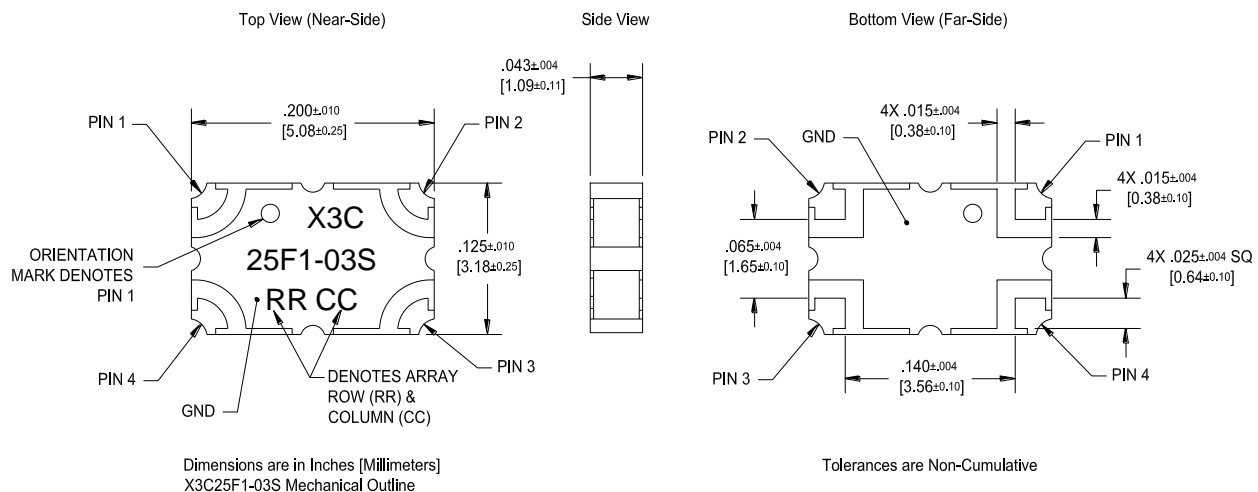 Top View (Near-Side)
Side View
Bottom View (Far-Side)
.043±.004
[1.09±0.11]
.200±.010
[5.08±0.25]
PIN 1
PIN 2
4X .015±.004
[0.38±0.10]
PIN 2
GND
PIN 1
4X .015±.004
[0.38±0.10]
X3C
25F1-03S
RR CC
ORIENTATION
MARK DENOTES
PIN 1
.125±.010
[3.18±0.25]
.065±.004
[1.65±0.10]
4X .025±.004 SQ
[0.64±0.10]
PIN 4
GND
DENOTES ARRAY
ROW (RR) &
COLUMN (CC)
PIN 3
PIN 3
.140±.004
[3.56±0.10]
PIN 4
Dimensions are in Inches [Millimeters]
X3C25F1-03S Mechanical Outline
Tolerances are Non-Cumulative